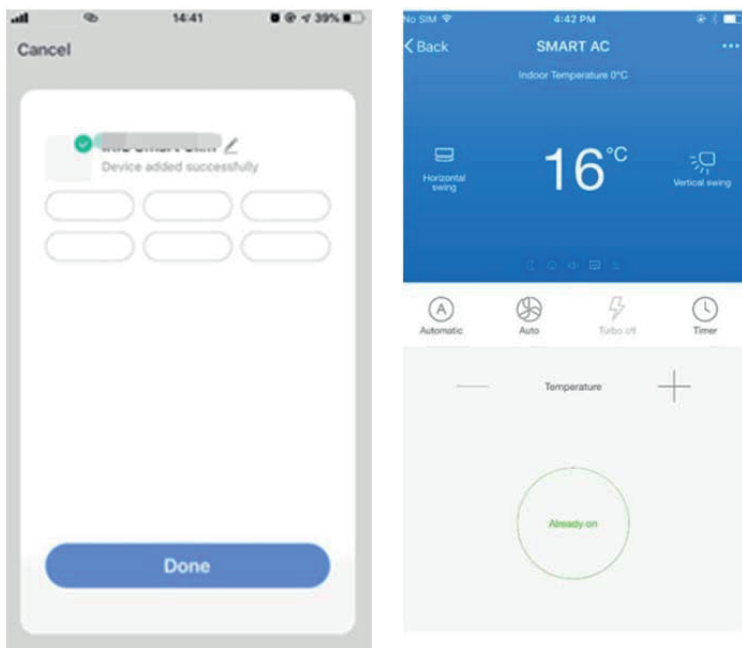 14:41
39%
Cancel
Device added successfully
Done
No SIM
4:42 PM
Back
SMART AC
Indoor Temperature 0°C
16°C
Horizontal
swing
Vertical swing
Automatic
Auto
Turbo off
Timer
Temperature
Already on